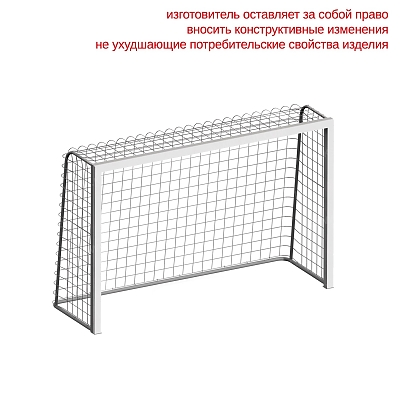 изготовитель оставляет за собой право
вносить конструктивные изменения
не ухудшающие потребительские свойства изделия